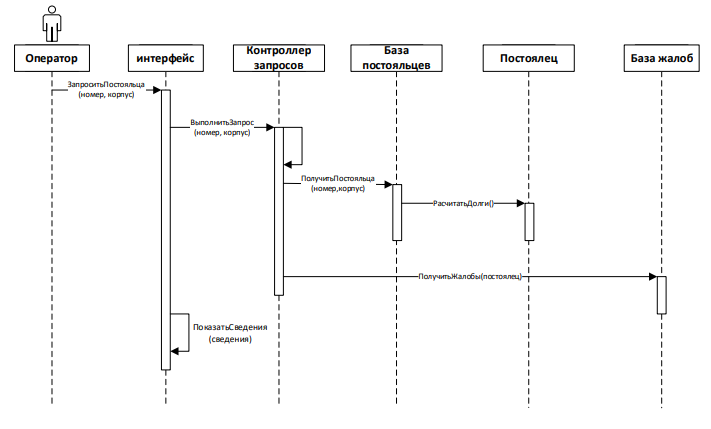 Оператор
интерфейс
Контроллер
запросов
База
постояльцев
Постоялец
База жалоб
ЗапроситьПостояльца
(номер, корпус)
ВыполнитьЗапрос
(номер, корпус)
ПолучитьПостояльца
(номер,корпус)
РасчитатьДолги()
ПолучитьЖалобы(постоялец)
ПоказатьСведения
(сведения)